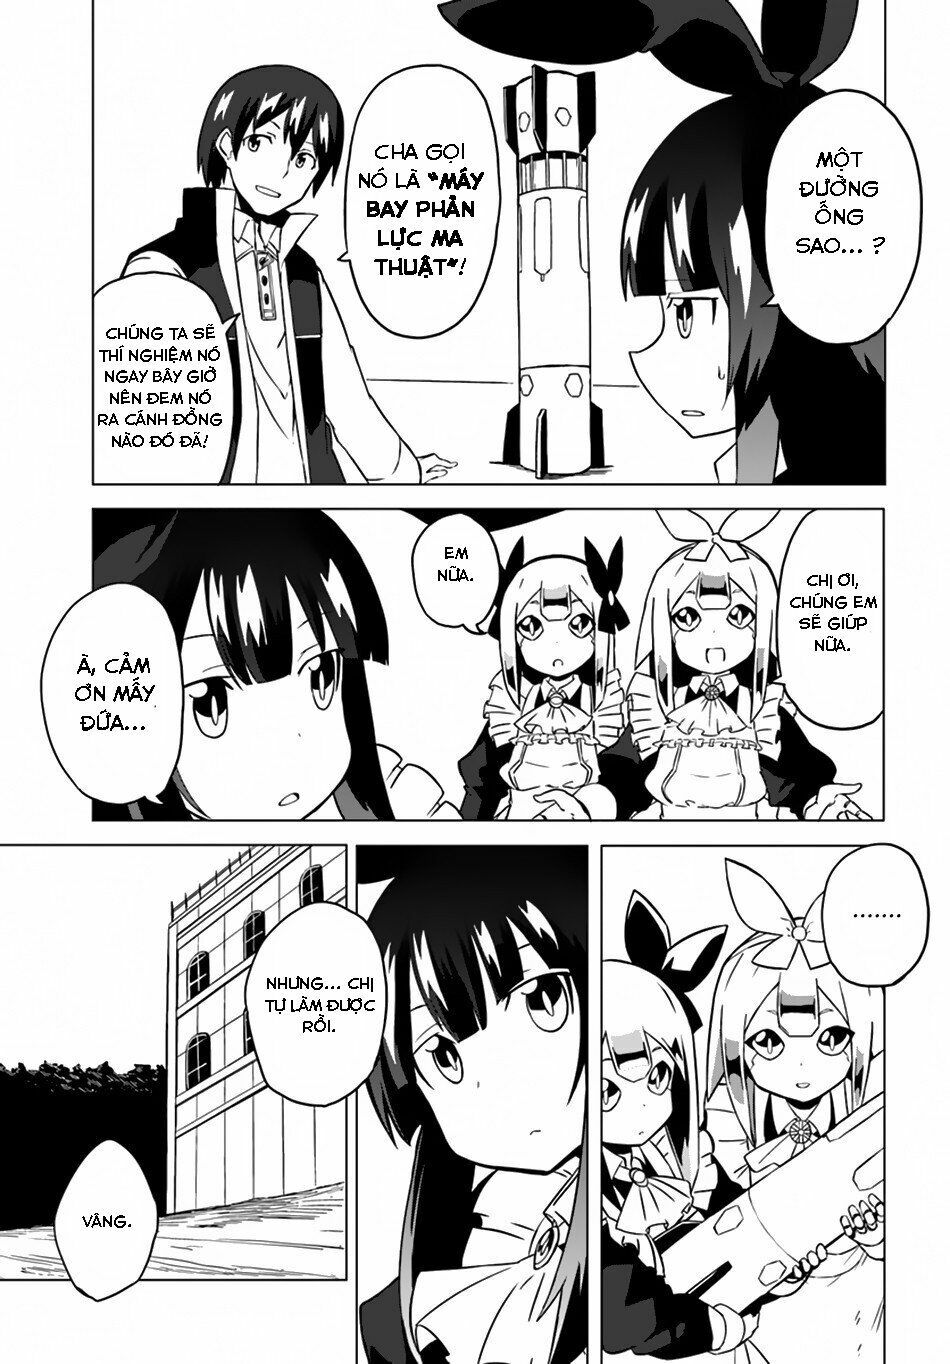 MỘT
ĐƯỜNG
ỐNG
SAO... ?
CHA GỌI
NÓ LÀ "MÁY
BAY PHẢN
LỰC MA
THUẬT"!
CHÚNG TA SẼ
THÍ NGHIỆM NÓ
NGAY BÂY GIỜ
NÊN ĐEM NÓ
RA CÁNH ĐỒNG
NÀO ĐÓ ĐÃ!
CHỊ ƠI,
CHÚNG EM
SẼ GIÚP
NỮA.
EM
NỮA.
À, CẢM
ƠN MẤY
ĐỨA...
.......
NHƯNG... CHỊ
TỰ LÀM ĐƯỢC
RỒI.
VÂNG.